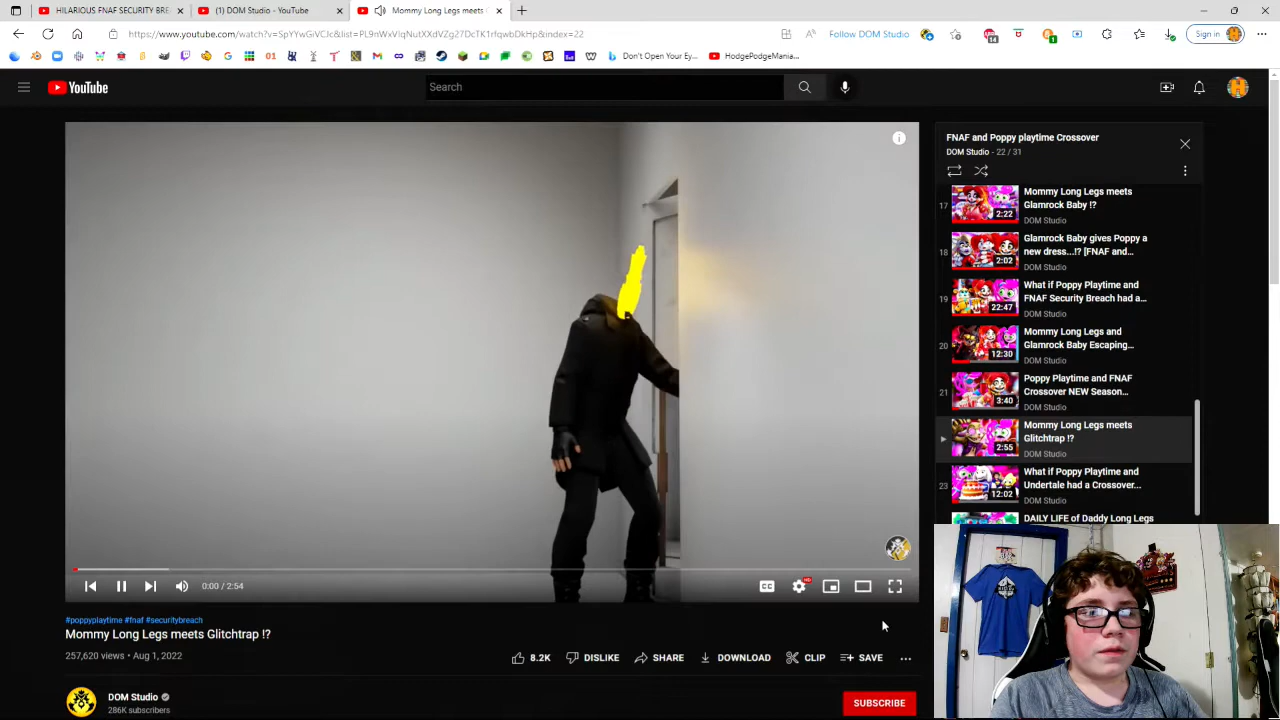 HILARIOUS FNAF SECURITY BRE
(1) DOM Studio - YouTube
Mommy Long Legs meets G
https://www.youtube.com/watch?v=SpYYwGiVCJc&list=PL9nWxVlqNutXXdVZg27DcTK1rfqwbDkHp&index=22
Follow DOM Studio
Sign in
Don't Open Your Ey...
HodgePodgeMania...
YouTube
Search
FNAF and Poppy playtime Crossover
DOM Studio - 22 / 31
17
2:22
Mommy Long Legs meets
Glamrock Baby !?
DOM Studio
18
2:02
Glamrock Baby gives Poppy a
new dress...!? [FNAF and...
DOM Studio
19
22:47
What if Poppy Playtime and
FNAF Security Breach had a...
DOM Studio
20
12:30
Mommy Long Legs and
Glamrock Baby Escaping...
DOM Studio
21
3:40
Poppy Playtime and FNAF
Crossover NEW Season...
DOM Studio
2:55
Mommy Long Legs meets
Glitchtrap !?
DOM Studio
23
12:02
What if Poppy Playtime and
Undertale had a Crossover...
DOM Studio
DAILY LIFE of Daddy Long Legs
0:00 / 2:54
CC
HD
#poppyplaytime #fnaf #securitybreach
Mommy Long Legs meets Glitchtrap !?
257,620 views • Aug 1, 2022
8.2K
DISLIKE
SHARE
DOWNLOAD
CLIP
SAVE
DOM Studio
286K subscribers
SUBSCRIBE